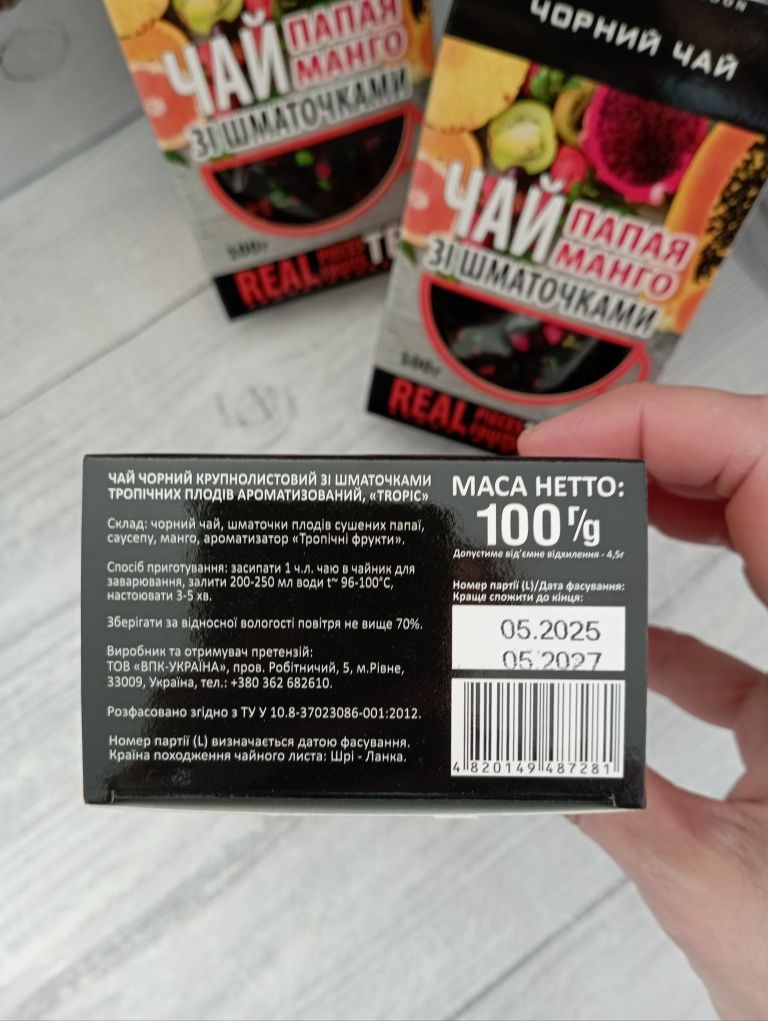 ЧАЙ
ПАПАЯ
МАНГО
ЗІ ШМАТОЧКАМИ
100г
REAL
ЧОРНИЙ ЧАЙ
ЧАЙ
ПАПАЯ
МАНГО
ЗІ ШМАТОЧКАМИ
100г
REAL
ЧАЙ ЧОРНИЙ КРУПНОЛИСТОВИЙ ЗІ ШМАТОЧКАМИ
ТРОПІЧНИХ ПЛОДІВ АРОМАТИЗОВАНИЙ, «TROPIC»
Склад: чорний чай, шматочки плодів сушених папаї,
саусепу, манго, ароматизатор «Тропічні фрукти».
Спосіб приготування: засипати 1 ч.л. чаю в чайник для
заварювання, залити 200-250 мл води t~ 96-100°С,
настоювати 3-5 хв.
Зберігати за відносної вологості повітря не вище 70%.
Виробник та отримувач претензій:
ТОВ «ВПК-УКРАЇНА», пров. Робітничий, 5, м.Рівне,
33009, Україна, тел.: +380 362 682610.
Розфасовано згідно з ТУ У 10.8-37023086-001:2012.
Номер партії (L) визначається датою фасування.
Країна походження чайного листа: Шрі - Ланка.
МАСА НЕТТО:
100 г/g
Допустиме від'ємне відхилення - 4,5г
Номер партії (L)/Дата фасування:
Краще спожити до кінця:
05.2025
05.2027
4 820149 487281